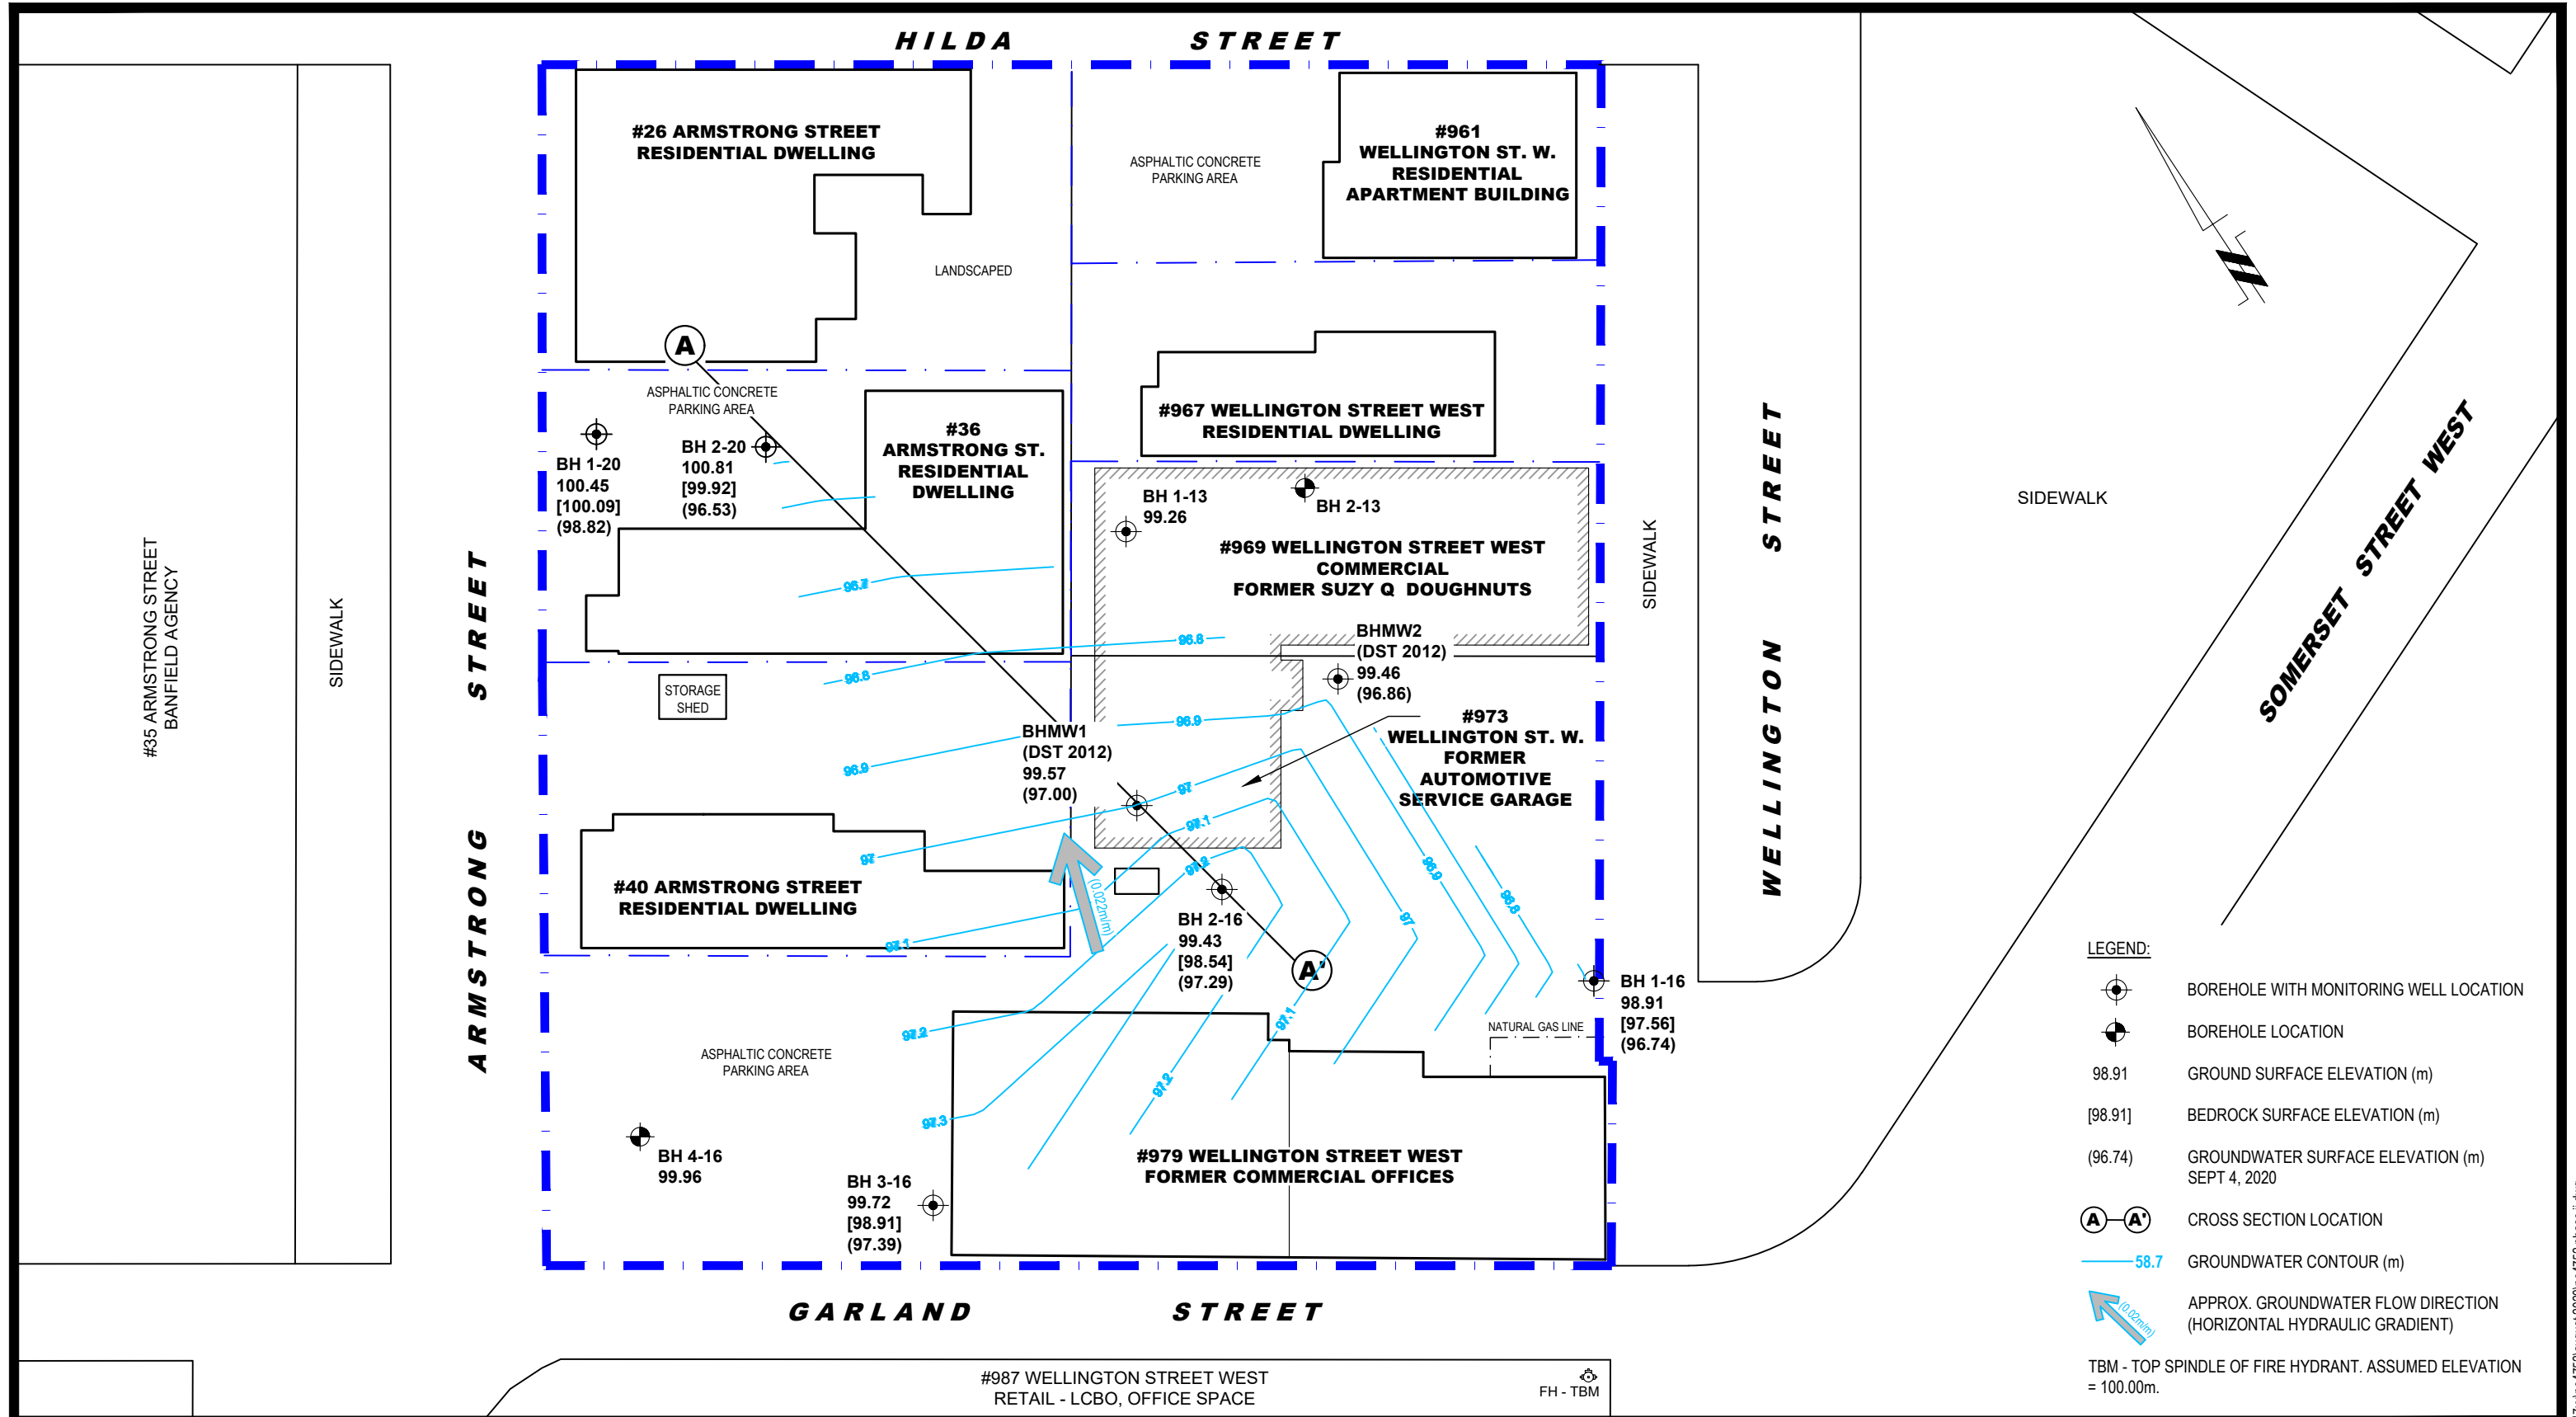 HILDA STREET
#26 ARMSTRONG STREET
RESIDENTIAL DWELLING
ASPHALTIC CONCRETE
PARKING AREA
#961
WELLINGTON ST. W.
RESIDENTIAL
APARTMENT BUILDING
LANDSCAPED
A
ASPHALTIC CONCRETE
PARKING AREA
BH 1-20
100.45
[100.09]
(98.82)
BH 2-20
100.81
[99.92]
(96.53)
#36
ARMSTRONG ST.
RESIDENTIAL
DWELLING
#967 WELLINGTON STREET WEST
RESIDENTIAL DWELLING
BH 1-13
99.26
BH 2-13
#969 WELLINGTON STREET WEST
COMMERCIAL
FORMER SUZY Q DOUGHNUTS
#35 ARMSTRONG STREET
BANFIELD AGENCY
SIDEWALK
ARMSTRONG STREET
SIDEWALK
WELLINGTON STREET
SIDEWALK
SOMERSET STREET WEST
96.7
96.8
96.8
STORAGE
SHED
BHMW2
(DST 2012)
99.46
(96.86)
96.9
96.9
BHMW1
(DST 2012)
99.57
(97.00)
#973
WELLINGTON ST. W.
FORMER
AUTOMOTIVE
SERVICE GARAGE
97
97.1
97
97.2
96.9
96.8
97
#40 ARMSTRONG STREET
RESIDENTIAL DWELLING
(0.022m/m)
97.1
BH 2-16
99.43
[98.54]
(97.29)
A'
BH 1-16
98.91
[97.56]
(96.74)
NATURAL GAS LINE
97.2
97.1
97.2
97.3
ASPHALTIC CONCRETE
PARKING AREA
BH 4-16
99.96
BH 3-16
99.72
[98.91]
(97.39)
#979 WELLINGTON STREET WEST
FORMER COMMERCIAL OFFICES
GARLAND STREET
#987 WELLINGTON STREET WEST
RETAIL - LCBO, OFFICE SPACE
FH - TBM
LEGEND:
BOREHOLE WITH MONITORING WELL LOCATION
BOREHOLE LOCATION
98.91 GROUND SURFACE ELEVATION (m)
[98.91] BEDROCK SURFACE ELEVATION (m)
(96.74) GROUNDWATER SURFACE ELEVATION (m)
SEPT 4, 2020
A A' CROSS SECTION LOCATION
58.7 GROUNDWATER CONTOUR (m)
(0.02m/m)
APPROX. GROUNDWATER FLOW DIRECTION
(HORIZONTAL HYDRAULIC GRADIENT)
TBM - TOP SPINDLE OF FIRE HYDRANT. ASSUMED ELEVATION
= 100.00m.